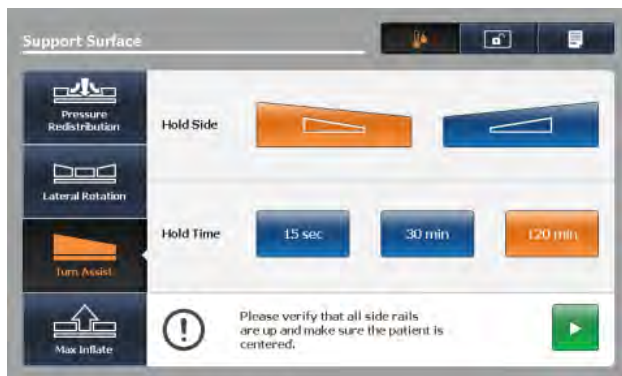 Support Surface
Pressure
Redistribution
Lateral Rotation
Turn Assist
Max Inflate
Hold Side
Hold Time
15 sec
30 min
120 min
Please verify that all side rails
are up and make sure the patient is
centered.